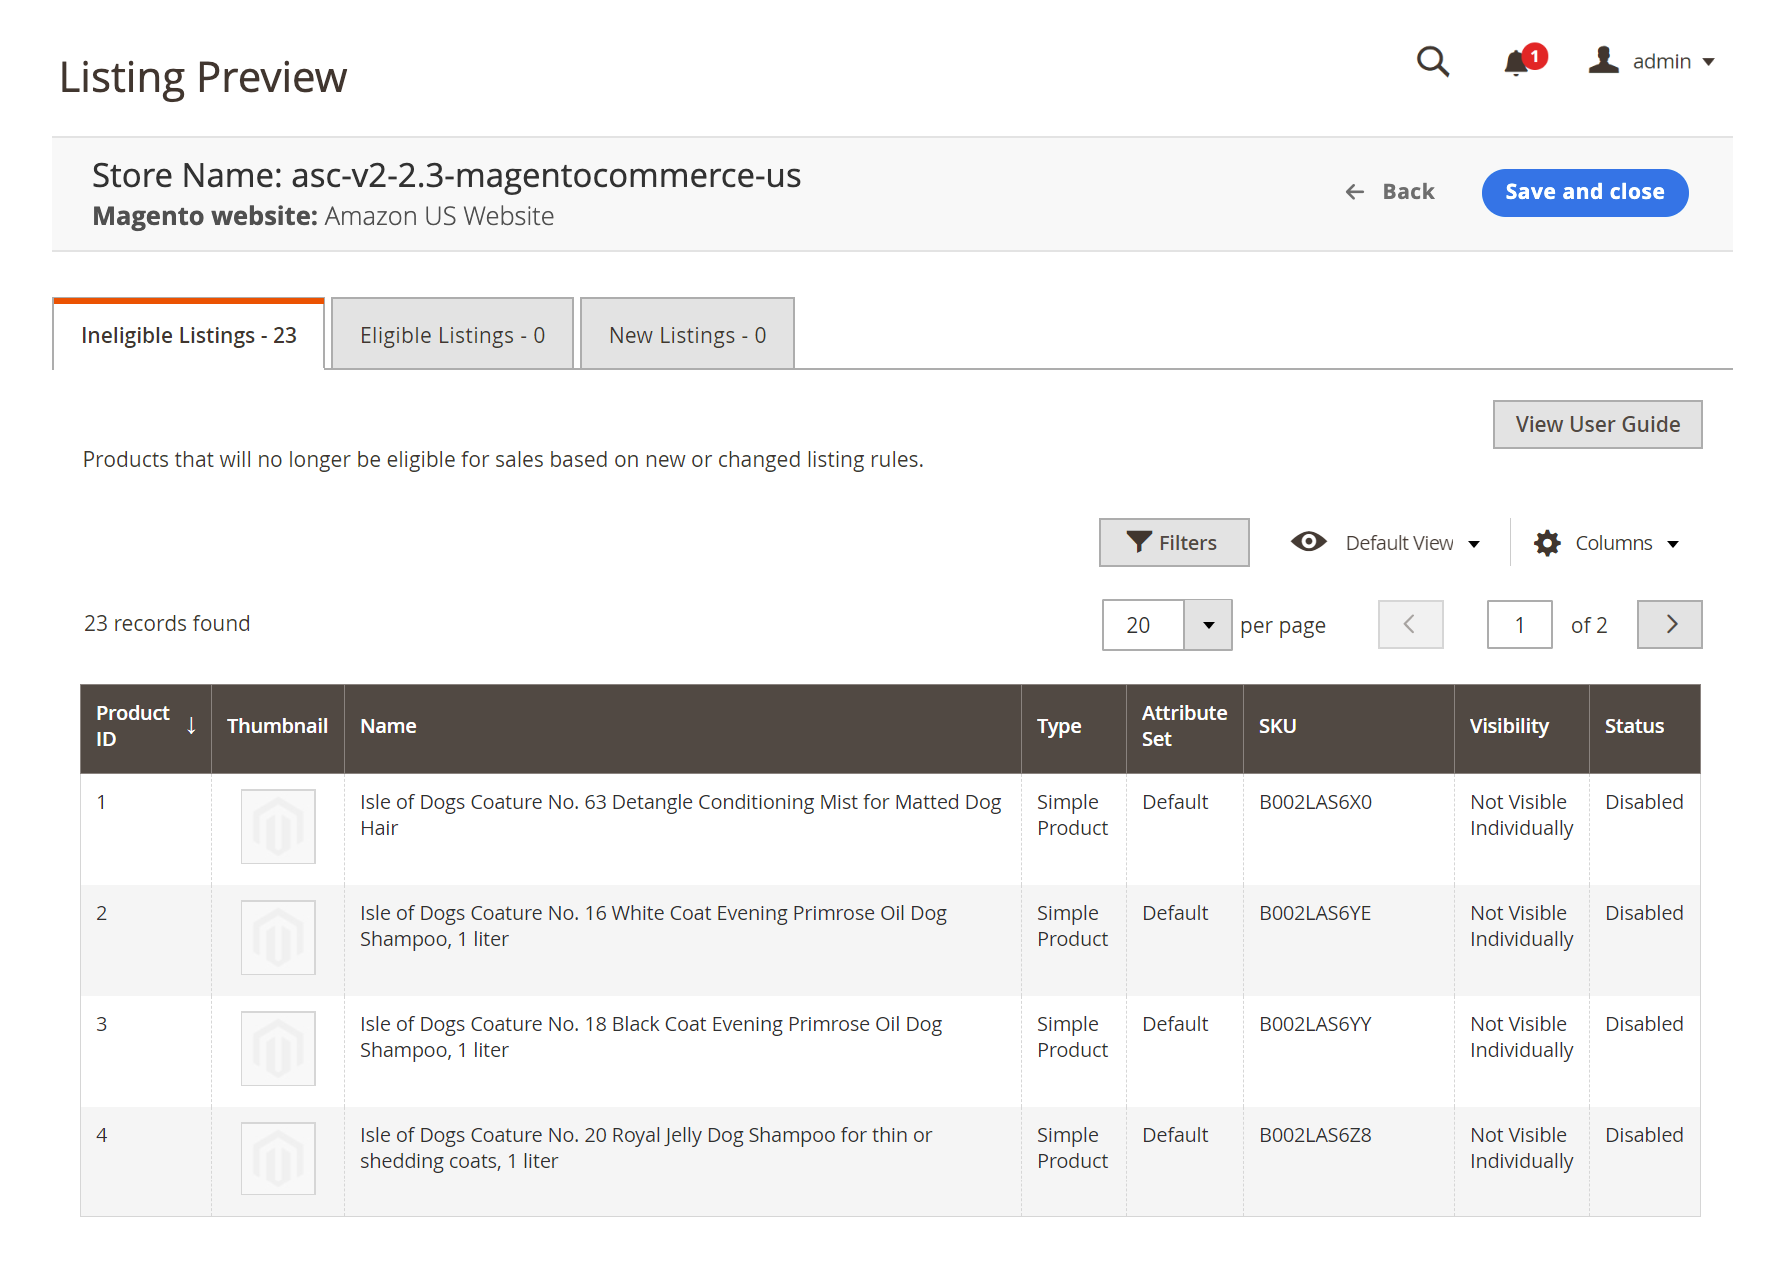 Listing Preview
1
admin
Store Name: asc-v2-2.3-magentocommerce-us
Magento website: Amazon US Website
Back
Save and close
Ineligible Listings - 23
Eligible Listings - 0
New Listings - 0
View User Guide
Products that will no longer be eligible for sales based on new or changed listing rules.
Filters
Default View
Columns
23 records found
20
per page
1
of 2
Product ID
Thumbnail
Name
Type
Attribute Set
SKU
Visibility
Status
1
Isle of Dogs Coature No. 63 Detangle Conditioning Mist for Matted Dog
Hair
Simple
Product
Default
B002LAS6X0
Not Visible
Individually
Disabled
2
Isle of Dogs Coature No. 16 White Coat Evening Primrose Oil Dog
Shampoo, 1 liter
Simple
Product
Default
B002LAS6YE
Not Visible
Individually
Disabled
3
Isle of Dogs Coature No. 18 Black Coat Evening Primrose Oil Dog
Shampoo, 1 liter
Simple
Product
Default
B002LAS6YY
Not Visible
Individually
Disabled
4
Isle of Dogs Coature No. 20 Royal Jelly Dog Shampoo for thin or
shedding coats, 1 liter
Simple
Product
Default
B002LAS6Z8
Not Visible
Individually
Disabled